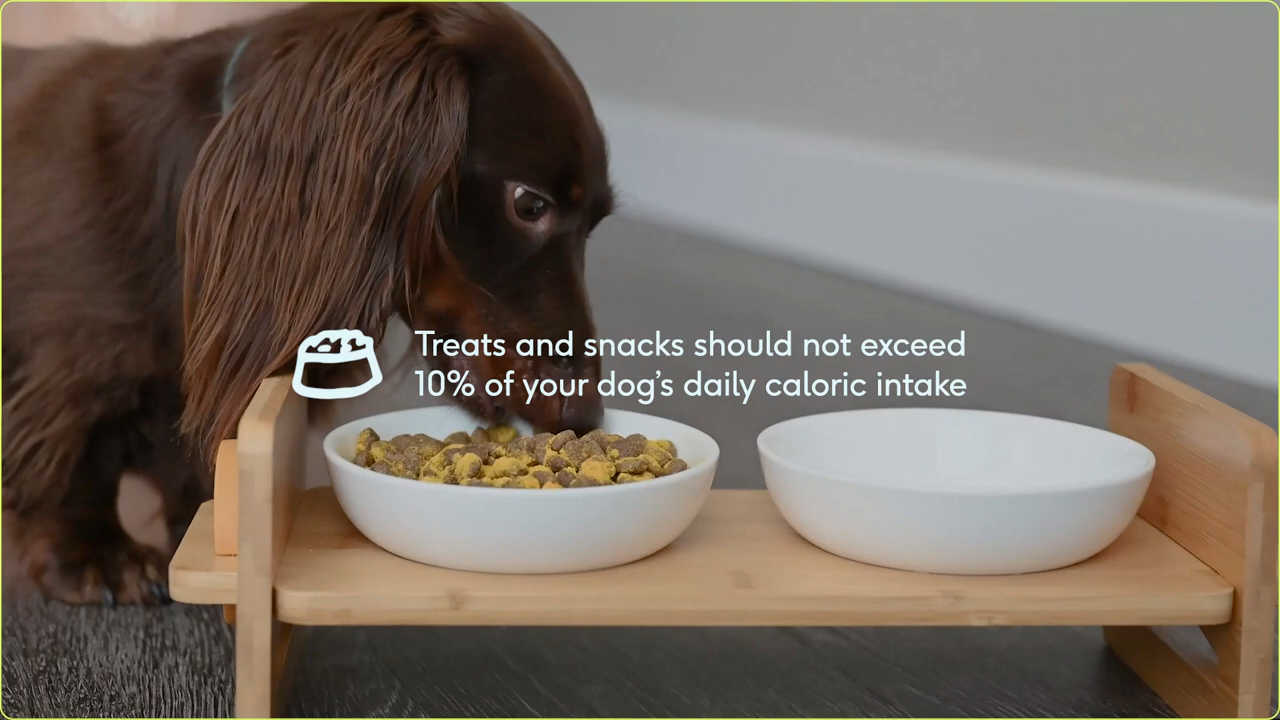 Treats and snacks should not exceed
10% of your dog’s daily caloric intake